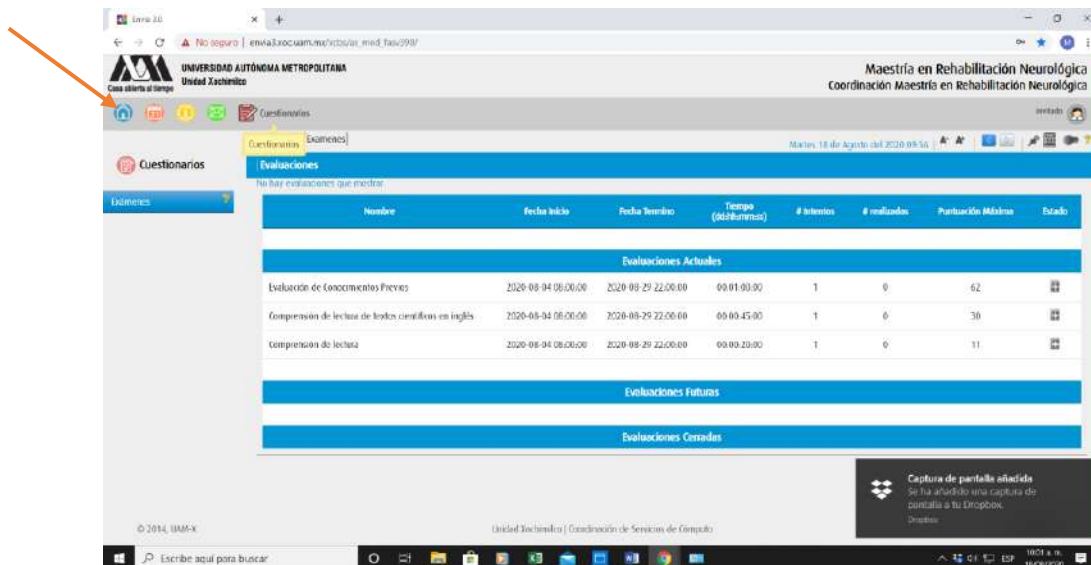 Envia 2.0
No seguro | envia3.xoc.uam.mx/
UNIVERSIDAD AUTÓNOMA METROPOLITANA
Unidad Xochimilco
Casa abierta al tiempo
Maestría en Rehabilitación Neurológica
Coordinación Maestría en Rehabilitación Neurológica
Cuestionarios
invitado
Cuestionarios
Exámenes
Martes, 18 de Agosto del 2020 09:56
Cuestionarios
Evaluaciones
No hay evaluaciones que mostrar.
Exámenes
Nombre Fecha Inicio Fecha Termino Tiempo (dd:hh:mm:ss) # Intentos # realizados Puntuación Máxima Estado
Evaluaciones Actuales
Evaluación de Conocimientos Previos 2020-08-04 08:00:00 2020-08-29 22:00:00 00:01:00:00 1 0 62
Comprensión de lectura de textos científicos en inglés 2020-08-04 08:00:00 2020-08-29 22:00:00 00:00:45:00 1 0 30
Comprensión de lectura 2020-08-04 08:00:00 2020-08-29 22:00:00 00:00:20:00 1 0 11
Evaluaciones Futuras
Evaluaciones Cerradas
Captura de pantalla añadida
Se ha añadido una captura de
pantalla a tu Dropbox.
Dropbox
© 2014, UAM-X
Unidad Xochimilco | Coordinación de Servicios de Cómputo
Escribe aquí para buscar
ESP
10:01 a. m.